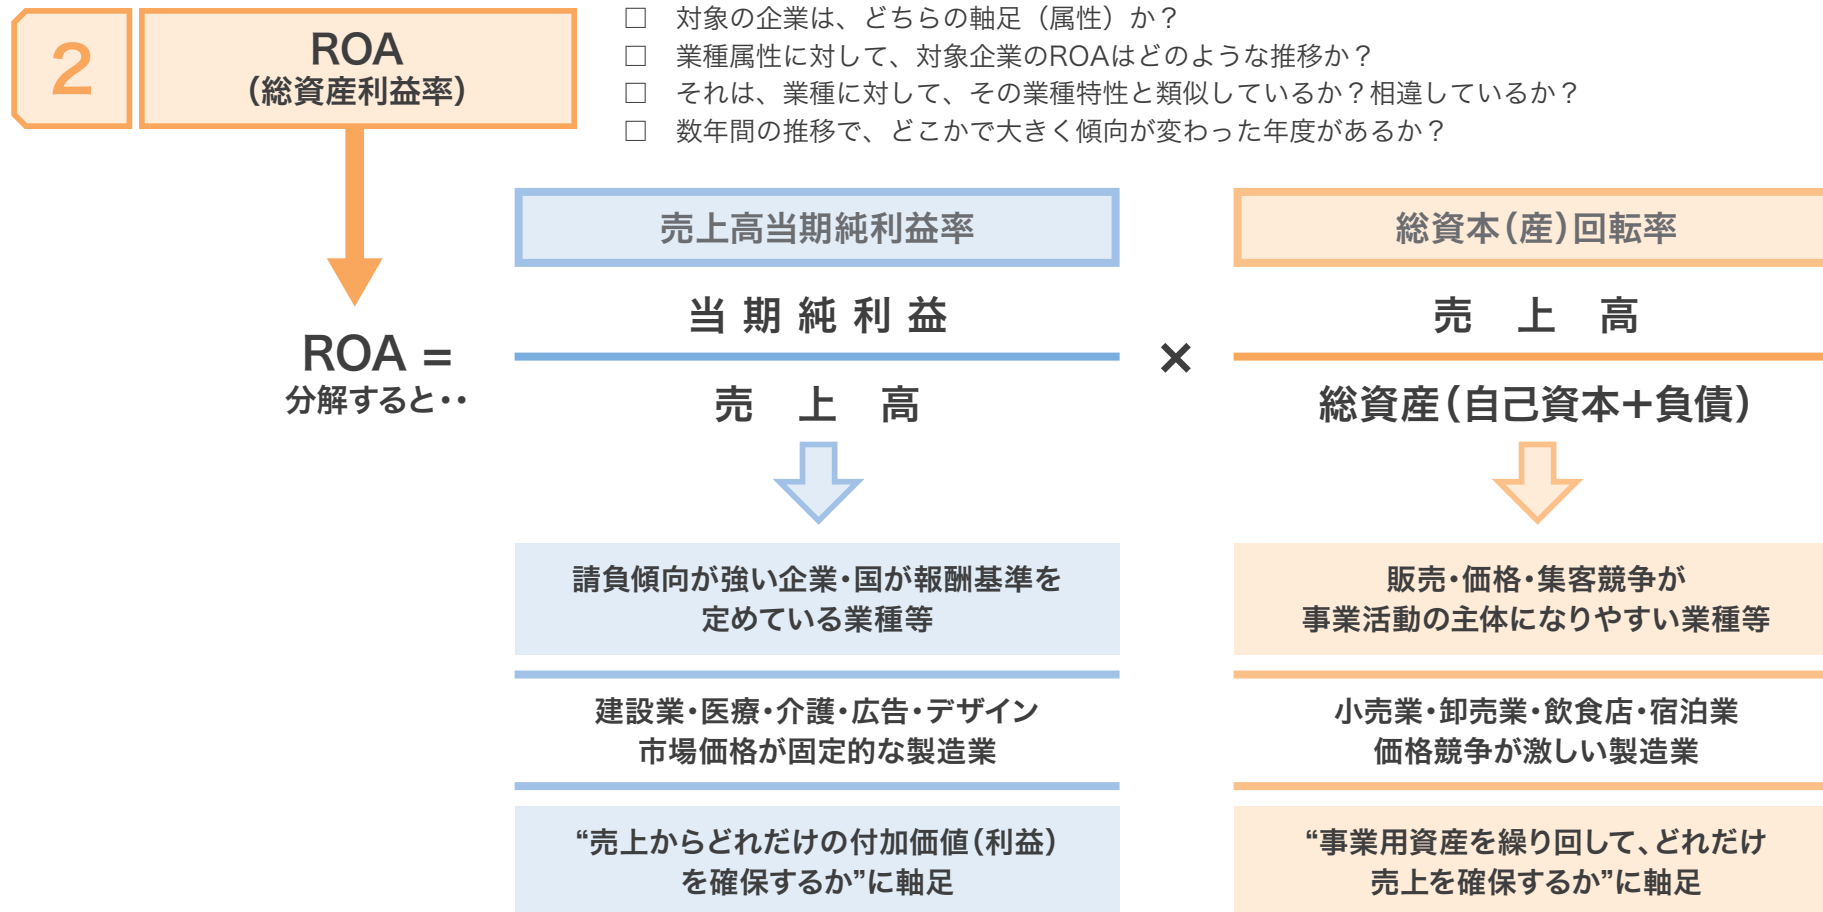 2
ROA
（総資産利益率）
□ 対象の企業は、どちらの軸足（属性）か？
□ 業種属性に対して、対象企業のROAはどのような推移か？
□ それは、業種に対して、その業種特性と類似しているか？相違しているか？
□ 数年間の推移で、どこかで大きく傾向が変わった年度があるか？
ROA =
分解すると・・
売上高当期純利益率
当期純利益
売上高
×
総資本（産）回転率
売上高
総資産（自己資本＋負債）
請負傾向が強い企業・国が報酬基準を
定めている業種等
建設業・医療・介護・広告・デザイン
市場価格が固定的な製造業
“売上からどれだけの付加価値（利益）
を確保するか”に軸足
販売・価格・集客競争が
事業活動の主体になりやすい業種等
小売業・卸売業・飲食店・宿泊業
価格競争が激しい製造業
“事業用資産を繰り回して、どれだけ
売上を確保するか”に軸足